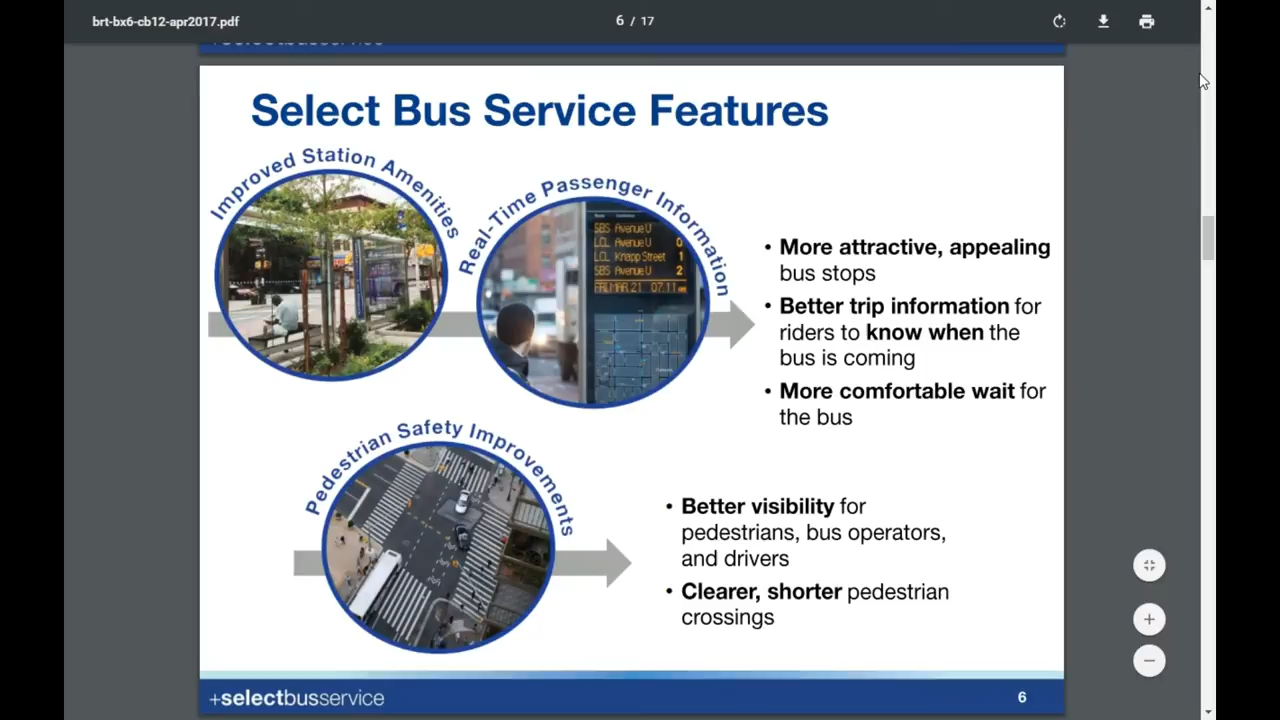 brt-bx6-cb12-apr2017.pdf
6 / 17
+selectbusservice
Select Bus Service Features
Improved Station Amenities
Real-Time Passenger Information
SBS Avenue U
LCL Avenue U 0
LCL Knapp Street 1
SBS Avenue U 2
FRI MAR 21 07:11
• More attractive, appealing
bus stops
• Better trip information for
riders to know when the
bus is coming
• More comfortable wait for
the bus
Pedestrian Safety Improvements
• Better visibility for
pedestrians, bus operators,
and drivers
• Clearer, shorter pedestrian
crossings
+selectbusservice
6